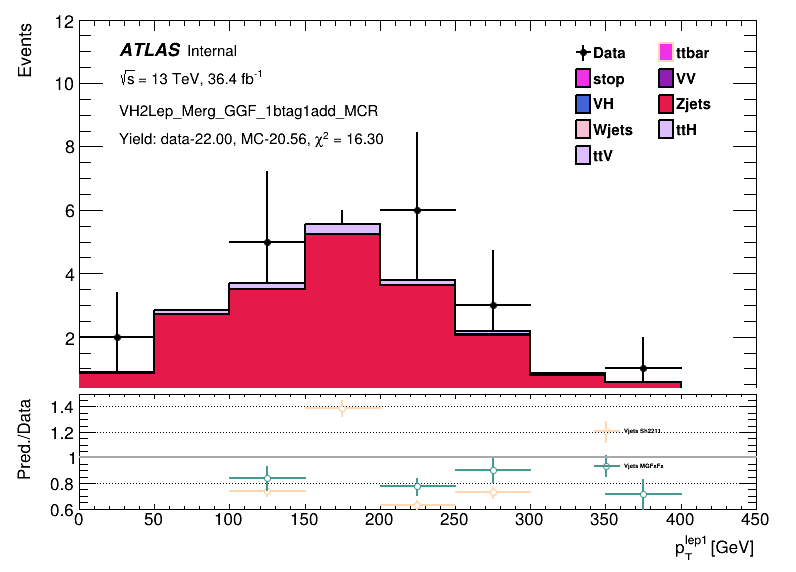 Events
12
10
8
6
4
2
ATLAS Internal
√s = 13 TeV, 36.4 fb⁻¹
VH2Lep_Merg_GGF_1btag1add_MCR
Yield: data-22.00, MC-20.56, χ² = 16.30
Data
ttbar
stop
VV
VH
Zjets
Wjets
ttH
ttV
Pred./Data
1.4
1.2
1
0.8
0.6
Vjets Sh2211
Vjets MGFxFx
0 50 100 150 200 250 300 350 400 450
p_T^lep1 [GeV]